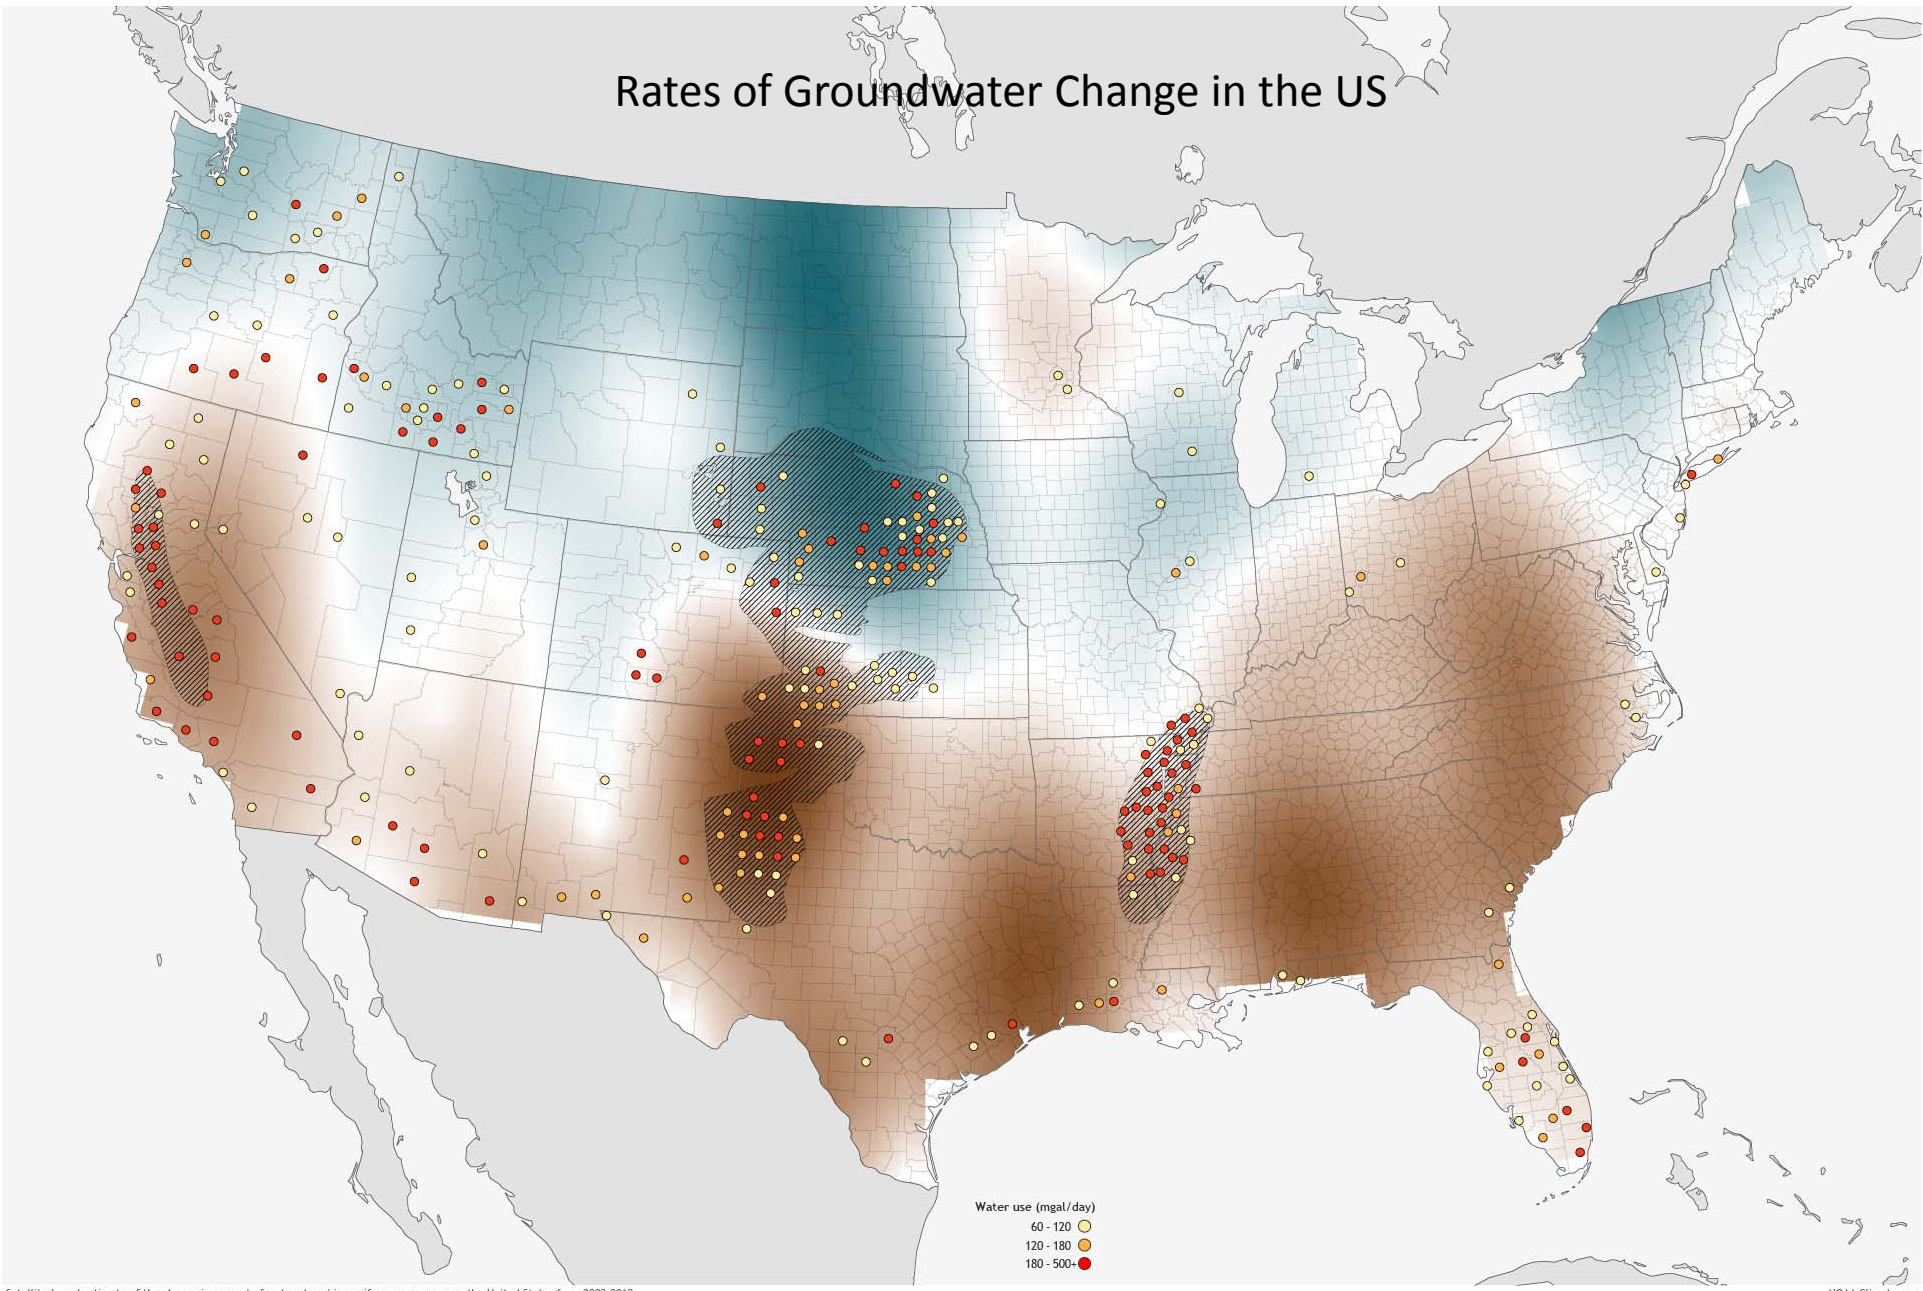 Rates of Groundwater Change in the US
Water use (mgal/day)
60 - 120
120 - 180
180 - 500+